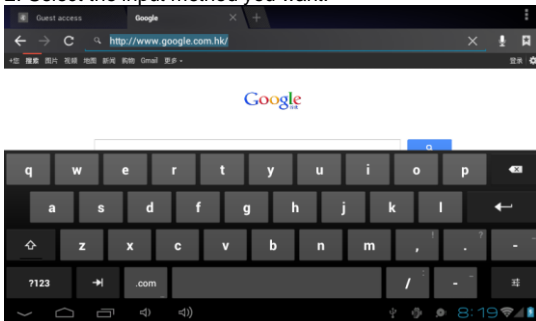 2. Select the input method you want.
Guest access Google
http://www.google.com.hk/
+您 搜索 图片 视频 地图 新闻 购物 Gmail 更多 登录
Google
q w e r t y u i o p
a s d f g h j k l
z x c v b n m , ! . ? -
?123 .com / : - _
8:19